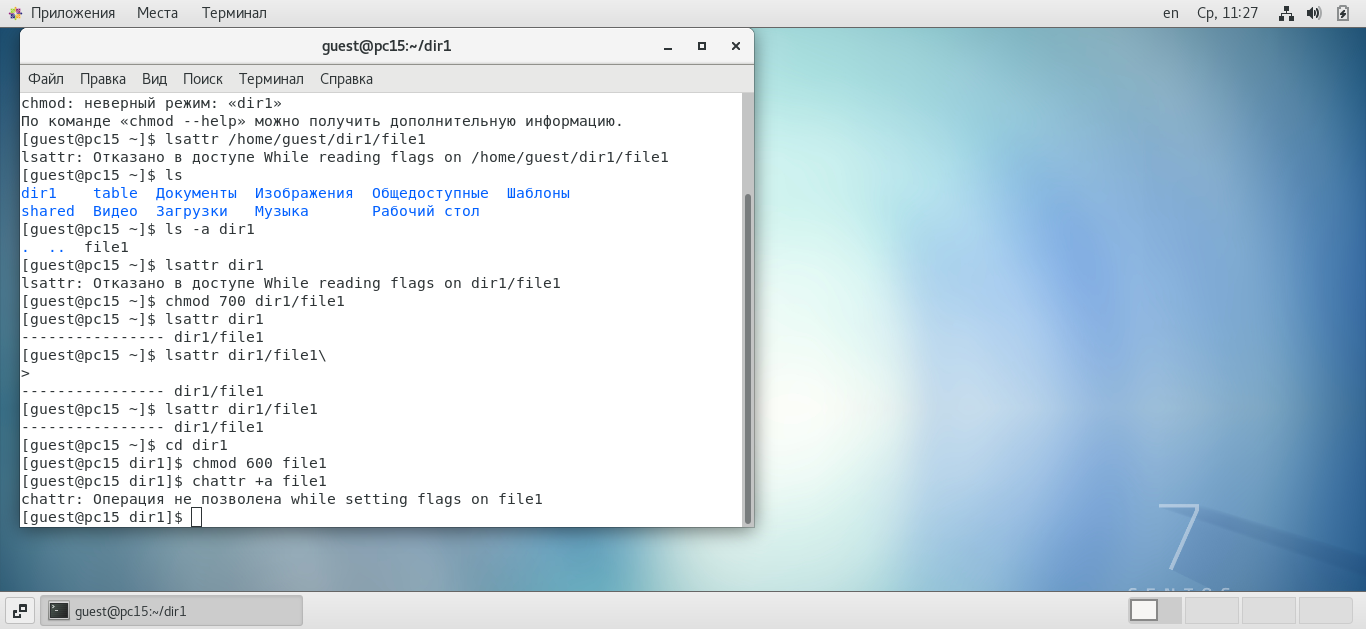 Приложения Места Терминал en Ср, 11:27
guest@pc15:~/dir1
Файл Правка Вид Поиск Терминал Справка
chmod: неверный режим: «dir1»
По команде «chmod --help» можно получить дополнительную информацию.
[guest@pc15 ~]$ lsattr /home/guest/dir1/file1
lsattr: Отказано в доступе While reading flags on /home/guest/dir1/file1
[guest@pc15 ~]$ ls
dir1    table  Документы  Изображения  Общедоступные  Шаблоны
shared  Видео  Загрузки   Музыка       Рабочий стол
[guest@pc15 ~]$ ls -a dir1
.  ..  file1
[guest@pc15 ~]$ lsattr dir1
lsattr: Отказано в доступе While reading flags on dir1/file1
[guest@pc15 ~]$ chmod 700 dir1/file1
[guest@pc15 ~]$ lsattr dir1
---------------- dir1/file1
[guest@pc15 ~]$ lsattr dir1/file1\
>
---------------- dir1/file1
[guest@pc15 ~]$ lsattr dir1/file1
---------------- dir1/file1
[guest@pc15 ~]$ cd dir1
[guest@pc15 dir1]$ chmod 600 file1
[guest@pc15 dir1]$ chattr +a file1
chattr: Операция не позволена while setting flags on file1
[guest@pc15 dir1]$
7
guest@pc15:~/dir1